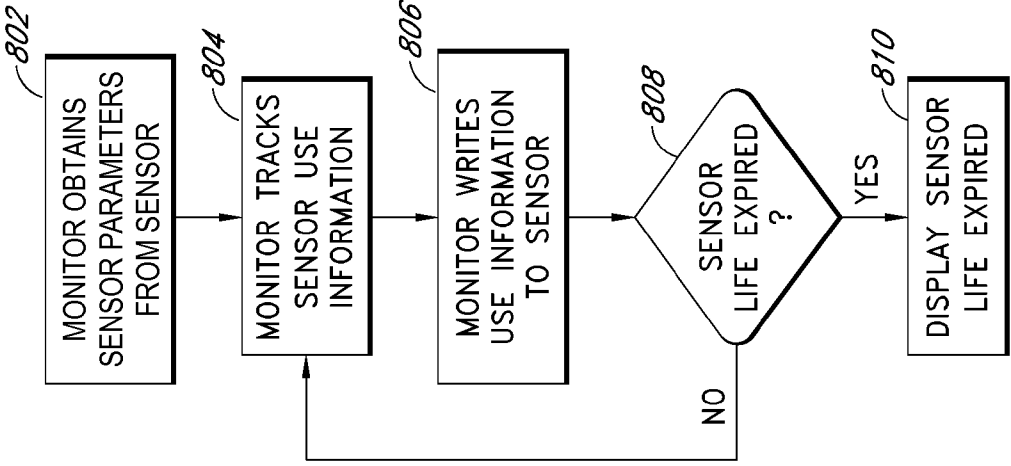 802
MONITOR OBTAINS
SENSOR PARAMETERS
FROM SENSOR
804
MONITOR TRACKS
SENSOR USE
INFORMATION
806
MONITOR WRITES
USE INFORMATION
TO SENSOR
808
SENSOR
LIFE EXPIRED
?
NO
YES
810
DISPLAY SENSOR
LIFE EXPIRED